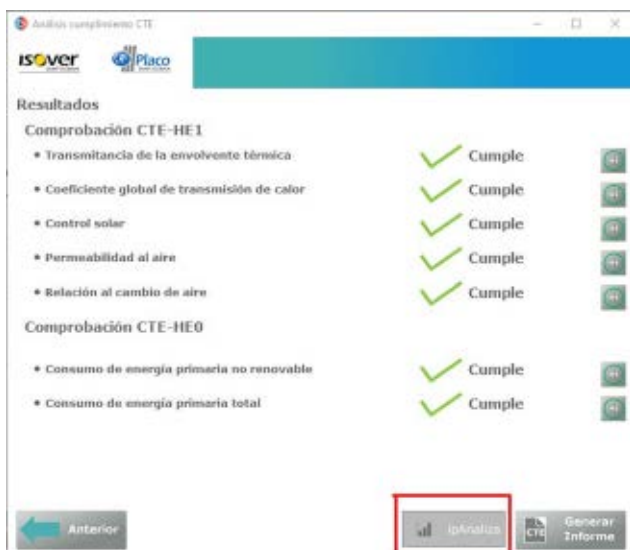 Análisis cumplimiento CTE
isover
Placo
Resultados
Comprobación CTE-HE1
• Transmitancia de la envolvente térmica Cumple
• Coeficiente global de transmisión de calor Cumple
• Control solar Cumple
• Permeabilidad al aire Cumple
• Relación al cambio de aire Cumple
Comprobación CTE-HE0
• Consumo de energía primaria no renovable Cumple
• Consumo de energía primaria total Cumple
Anterior
ipAnaliza
CTE
Generar
Informe